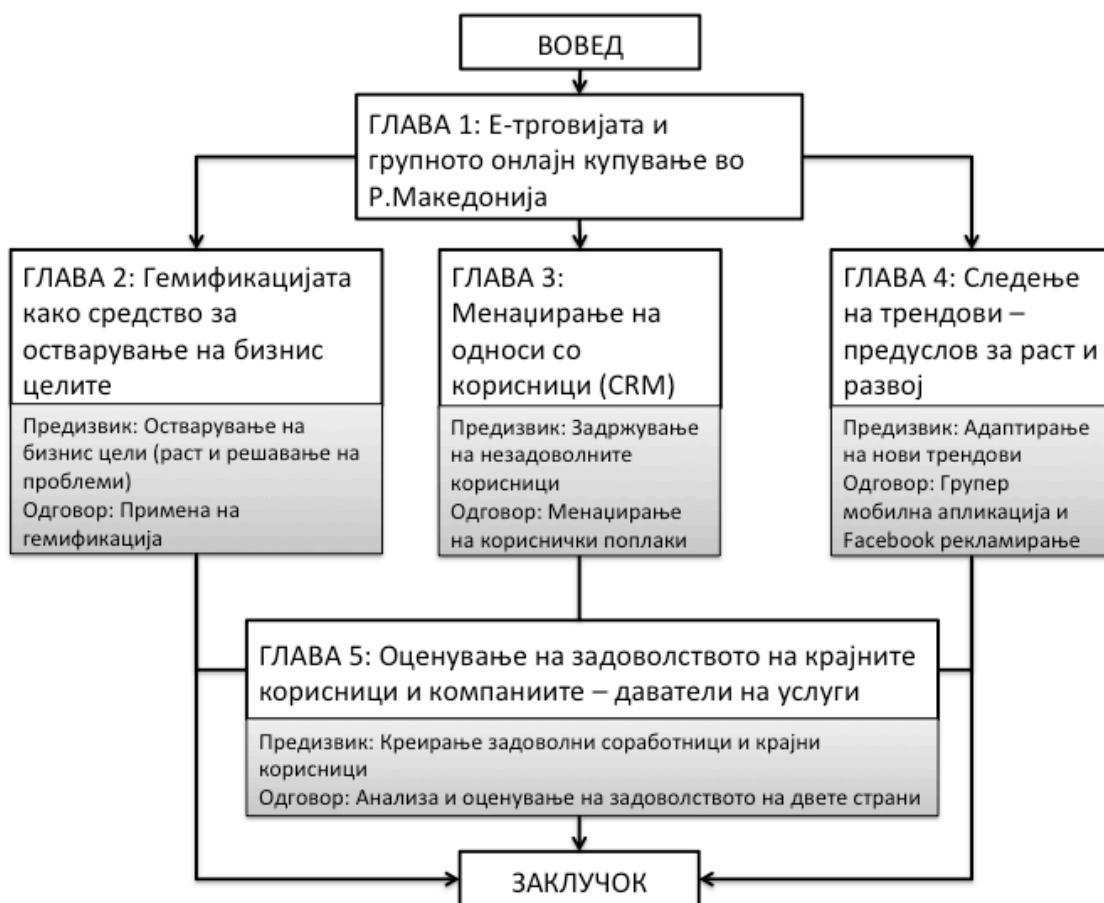 ВОВЕД
ГЛАВА 1: Е-трговијата и
групното онлајн купување во
Р.Македонија
ГЛАВА 2: Гемификацијата
како средство за
остварување на бизнис
целите
Предизвик: Остварување на
бизнис цели (раст и решавање на
проблеми)
Одговор: Примена на
гемификација
ГЛАВА 3:
Менаџирање на
односи со
корисници (CRM)
Предизвик: Задржување
на незадоволните
корисници
Одговор: Менаџирање
на кориснички поплаки
ГЛАВА 4: Следење
на трендови –
предуслов за раст и
развој
Предизвик: Адаптирање
на нови трендови
Одговор: Групер
мобилна апликација и
Facebook рекламирање
ГЛАВА 5: Оценување на задоволството на крајните
корисници и компаниите – даватели на услуги
Предизвик: Креирање задоволни соработници и крајни
корисници
Одговор: Анализа и оценување на задоволството на двете страни
ЗАКЛУЧОК